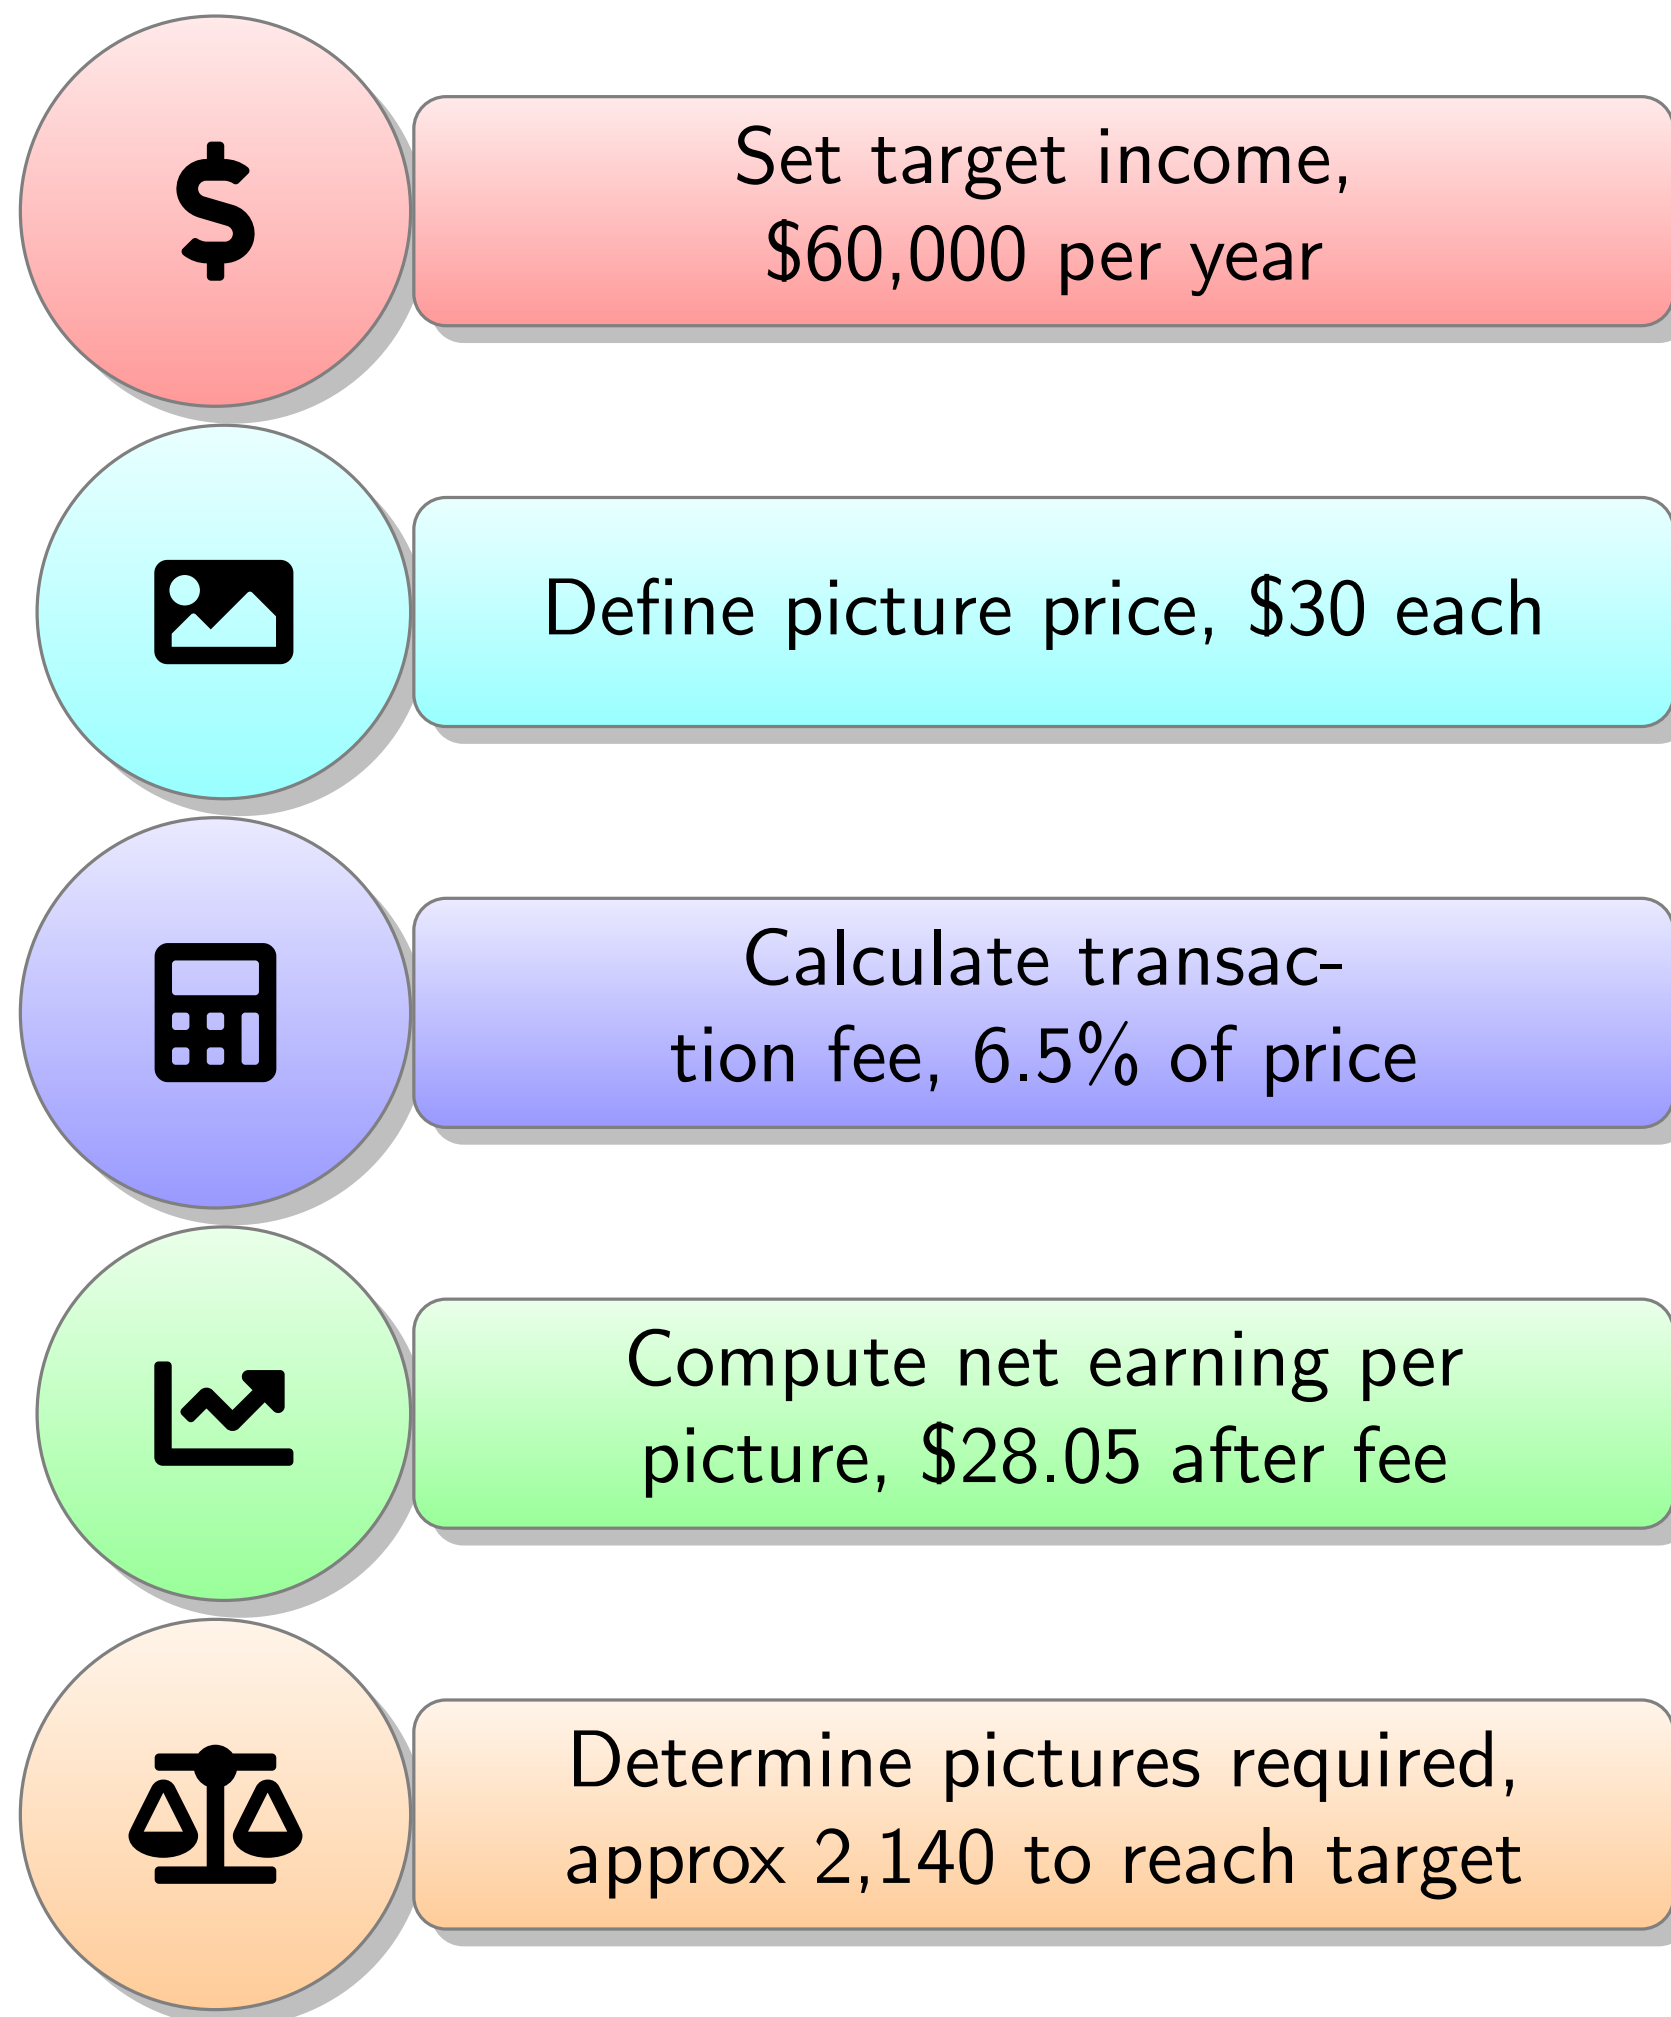 Set target income,
$60,000 per year
Define picture price, $30 each
Calculate transac-
tion fee, 6.5% of price
Compute net earning per
picture, $28.05 after fee
Determine pictures required,
approx 2,140 to reach target